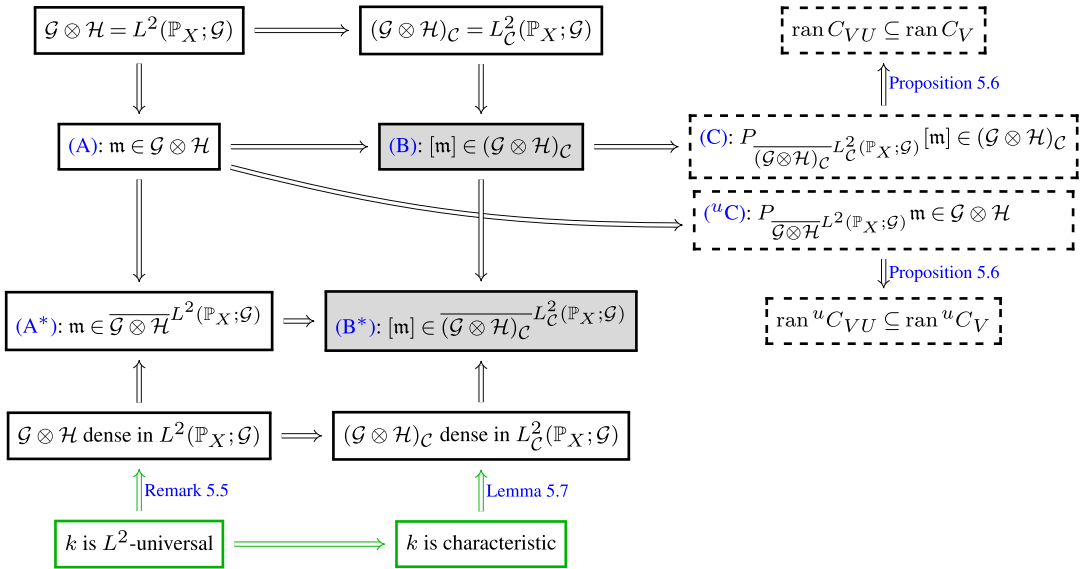 𝒢 ⊗ ℋ = L²(ℙ_X; 𝒢)
(𝒢 ⊗ ℋ)_𝒞 = L²_𝒞(ℙ_X; 𝒢)
ran C_{VU} ⊆ ran C_V
Proposition 5.6
(A): 𝔪 ∈ 𝒢 ⊗ ℋ
(B): [𝔪] ∈ (𝒢 ⊗ ℋ)_𝒞
(C): P_{\overline{(𝒢⊗ℋ)_𝒞}^{L²_𝒞(ℙ_X;𝒢)}} [𝔪] ∈ (𝒢 ⊗ ℋ)_𝒞
(ᵘC): P_{\overline{𝒢⊗ℋ}^{L²(ℙ_X;𝒢)}} 𝔪 ∈ 𝒢 ⊗ ℋ
Proposition 5.6
(A*): 𝔪 ∈ \overline{𝒢 ⊗ ℋ}^{L²(ℙ_X;𝒢)}
(B*): [𝔪] ∈ \overline{(𝒢 ⊗ ℋ)_𝒞}^{L²_𝒞(ℙ_X;𝒢)}
ran ᵘC_{VU} ⊆ ran ᵘC_V
𝒢 ⊗ ℋ dense in L²(ℙ_X; 𝒢)
(𝒢 ⊗ ℋ)_𝒞 dense in L²_𝒞(ℙ_X; 𝒢)
Remark 5.5
Lemma 5.7
k is L²-universal
k is characteristic